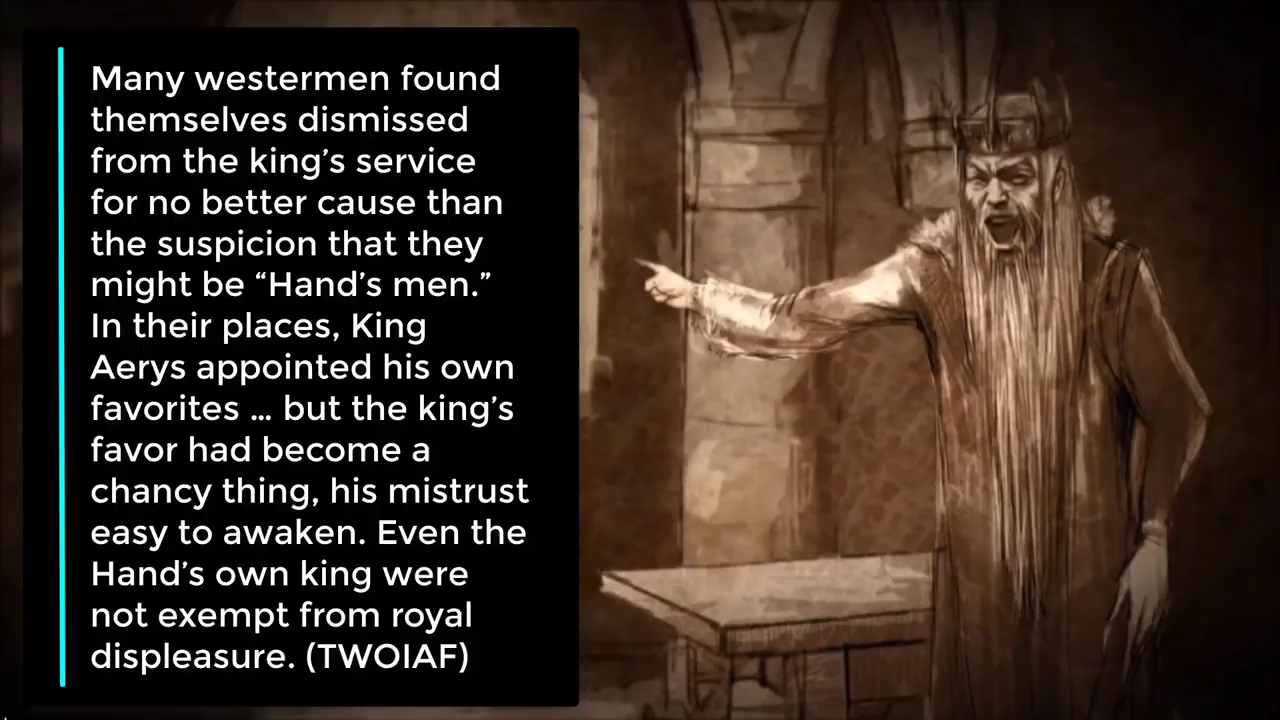 Many westermen found
themselves dismissed
from the king’s service
for no better cause than
the suspicion that they
might be “Hand’s men.”
In their places, King
Aerys appointed his own
favorites … but the king’s
favor had become a
chancy thing, his mistrust
easy to awaken. Even the
Hand’s own king were
not exempt from royal
displeasure. (TWOIAF)